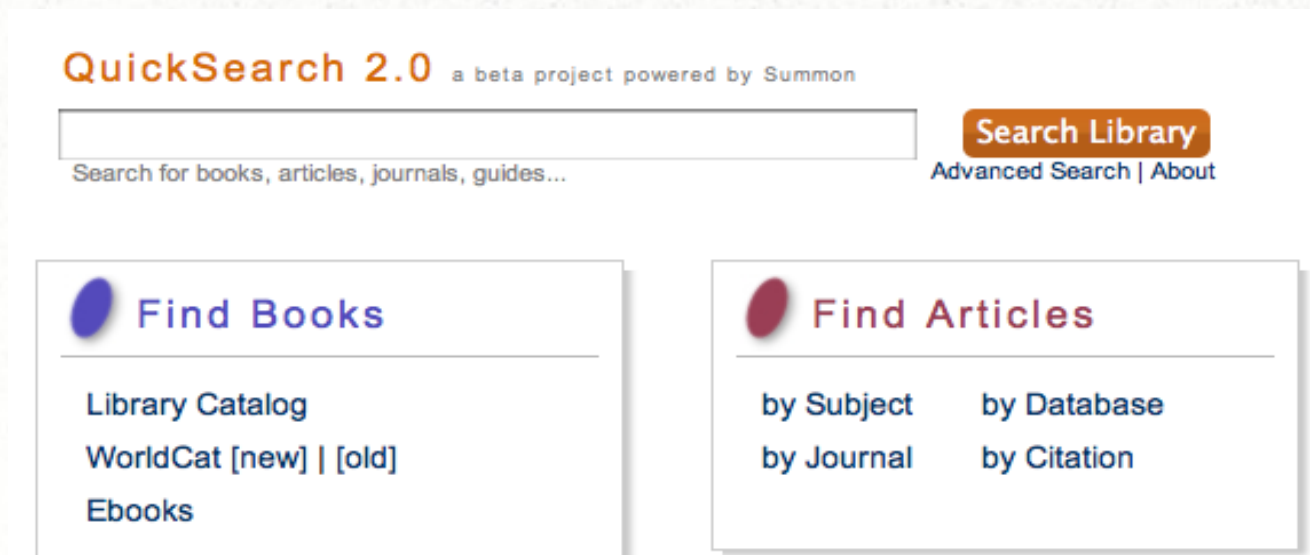 QuickSearch 2.0 a beta project powered by Summon
Search Library
Search for books, articles, journals, guides...
Advanced Search | About
Find Books
Library Catalog
WorldCat [new] | [old]
Ebooks
Find Articles
by Subject by Database
by Journal by Citation